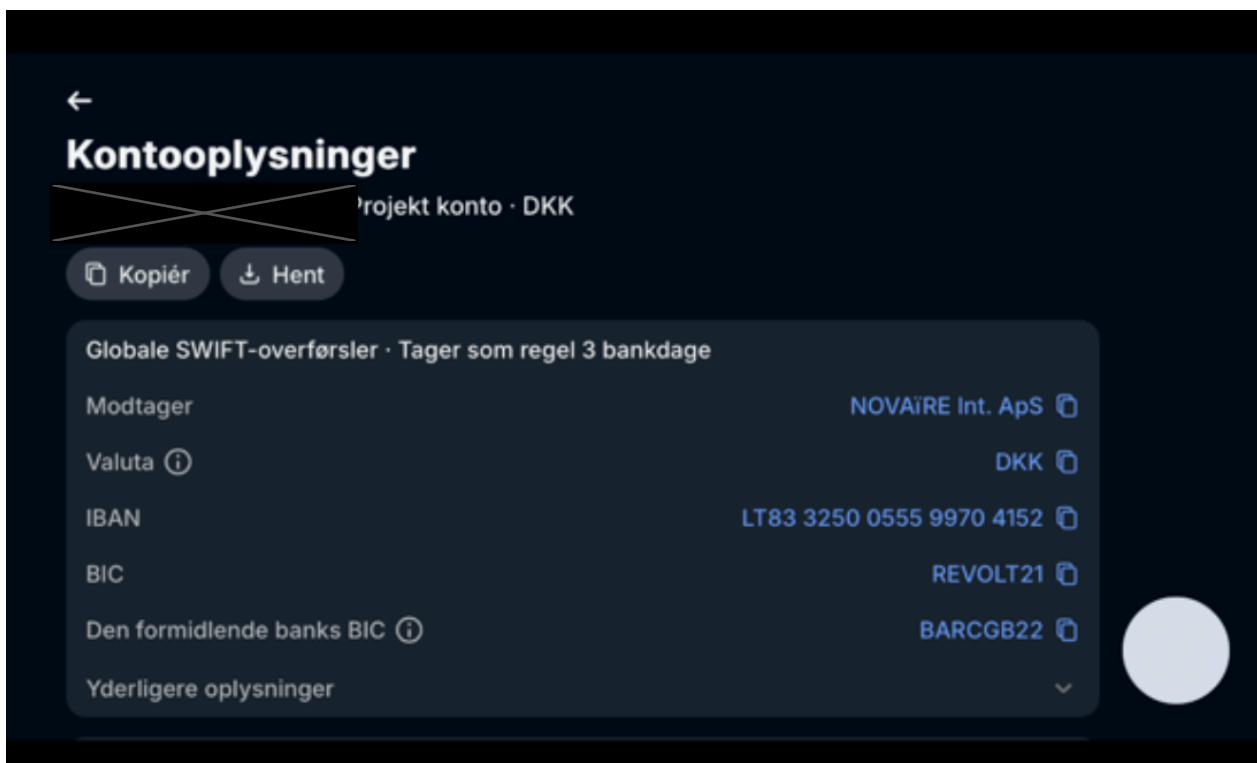 Kontooplysninger
Projekt konto · DKK
Kopiér Hent
Globale SWIFT-overførsler · Tager som regel 3 bankdage
Modtager NOVAïRE Int. ApS
Valuta DKK
IBAN LT83 3250 0555 9970 4152
BIC REVOLT21
Den formidlende banks BIC BARCGB22
Yderligere oplysninger